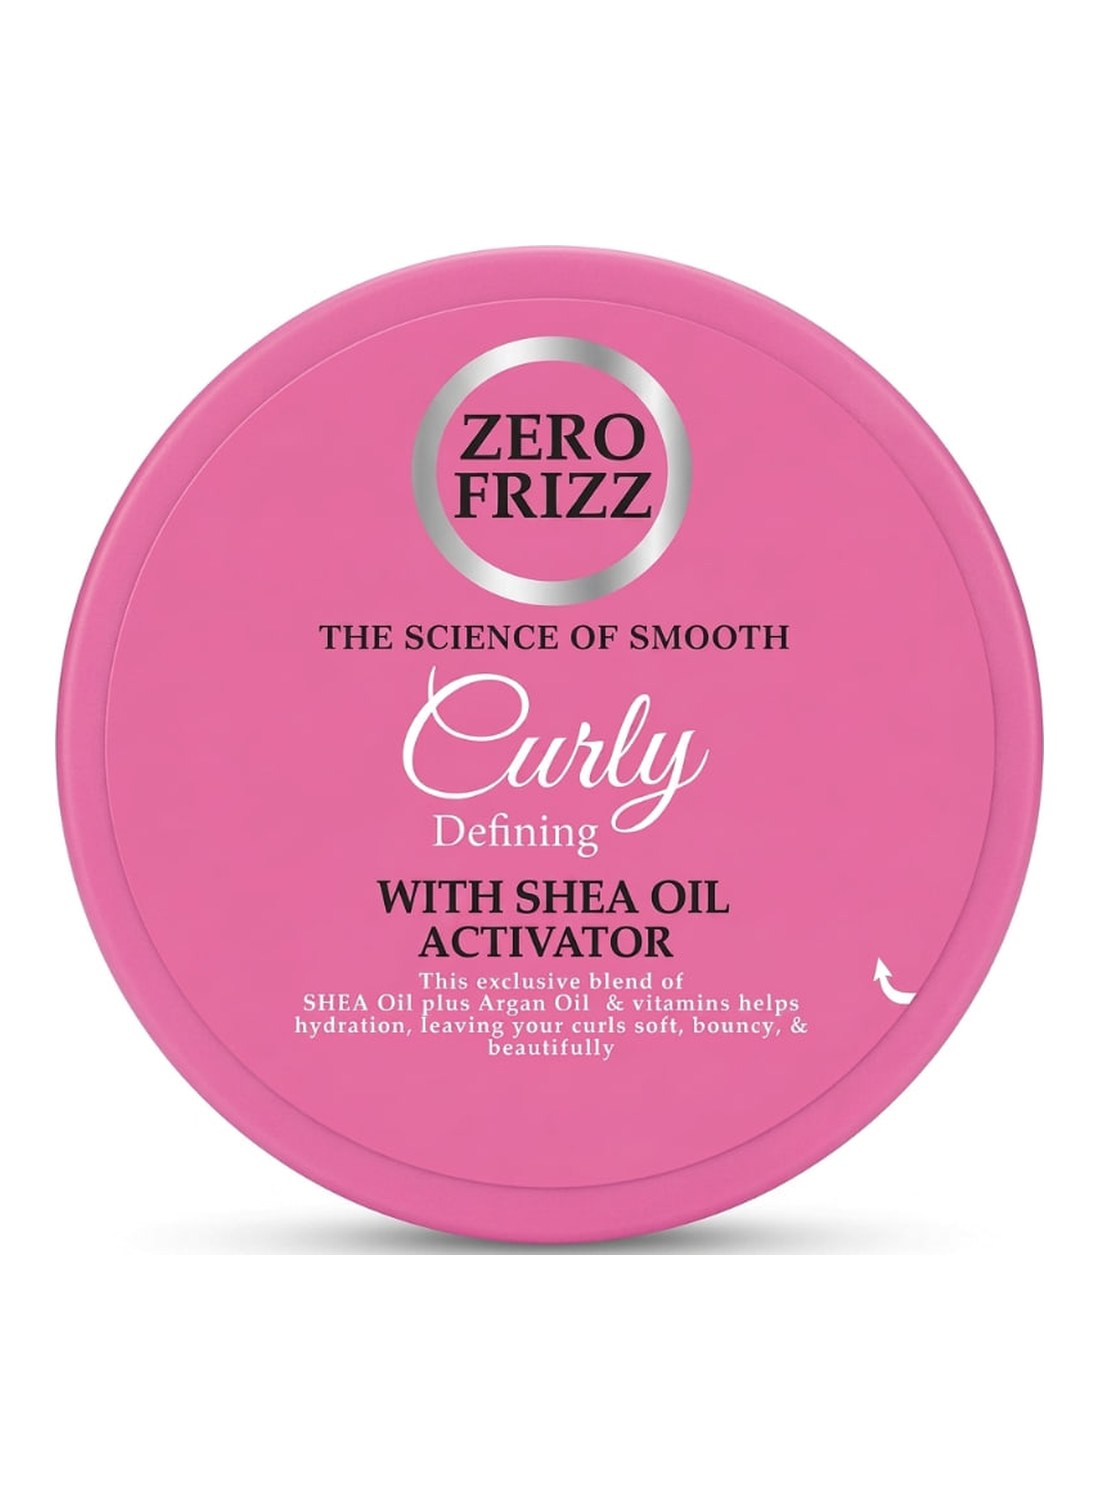 ZERO
FRIZZ
THE SCIENCE OF SMOOTH
Curly
Defining
WITH SHEA OIL
ACTIVATOR
This exclusive blend of
SHEA Oil plus Argan Oil & vitamins helps
hydration, leaving your curls soft, bouncy, &
beautifully